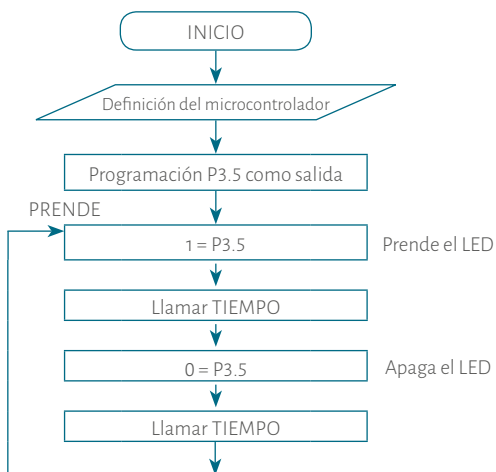 INICIO
Definición del microcontrolador
Programación P3.5 como salida
PRENDE
1 = P3.5 Prende el LED
Llamar TIEMPO
0 = P3.5 Apaga el LED
Llamar TIEMPO